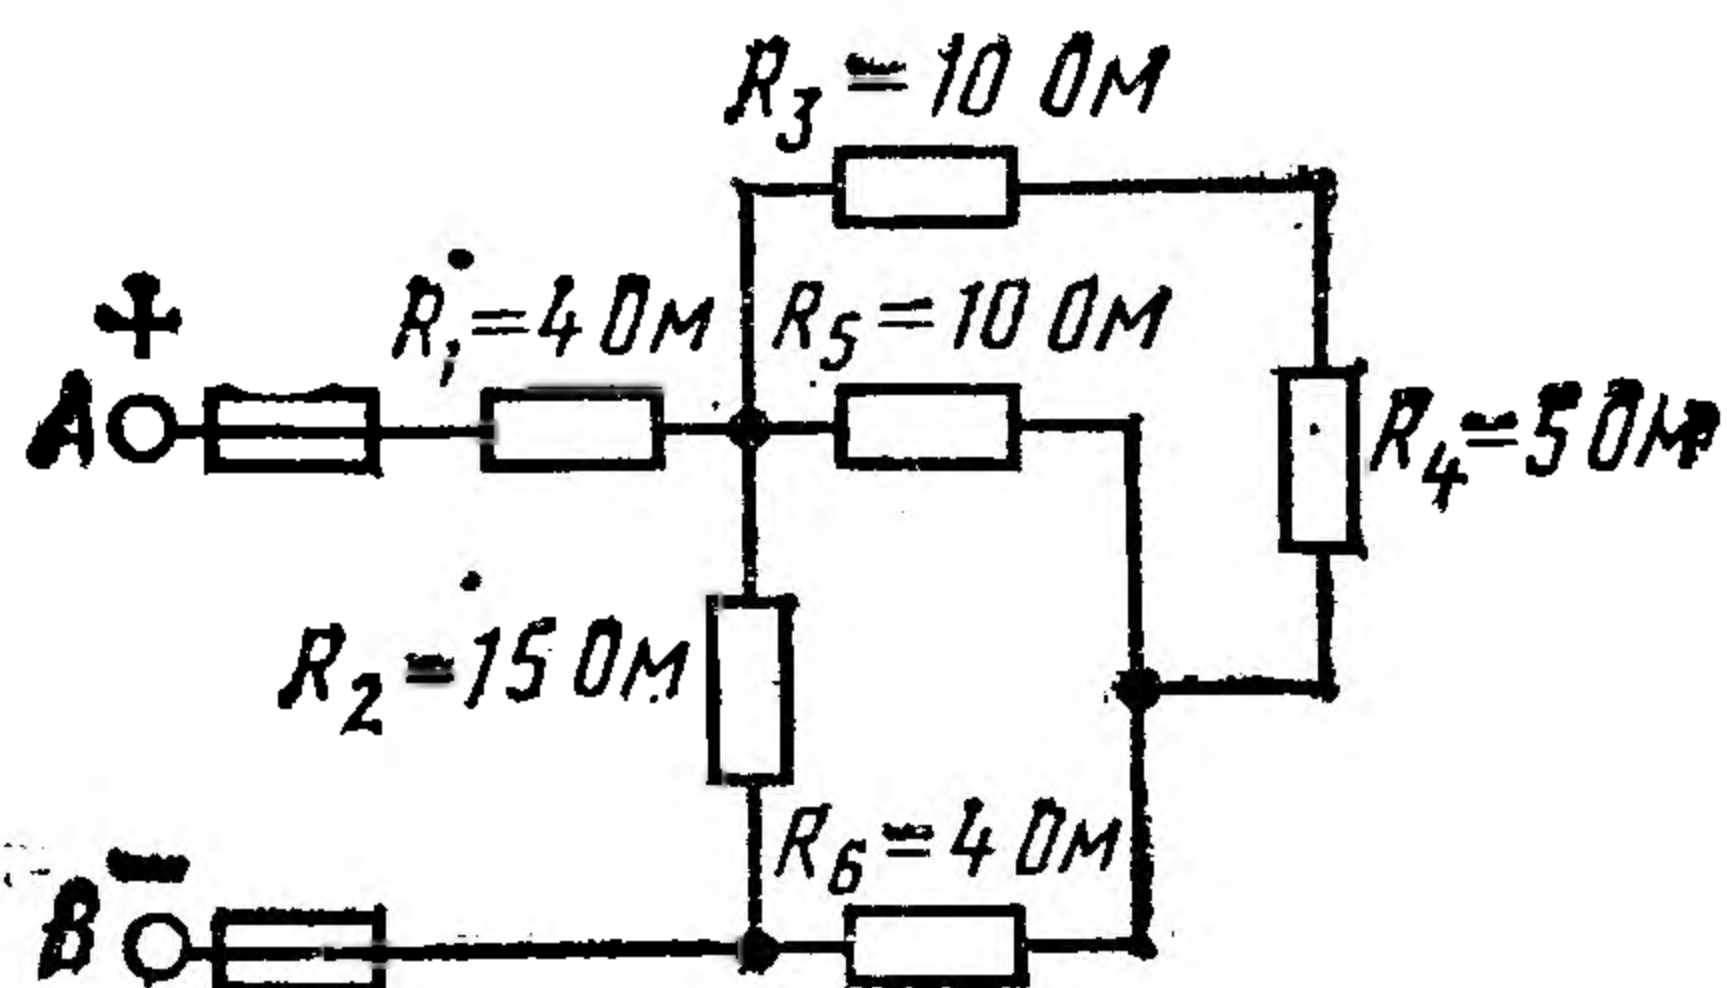 R3 = 10 Ом
+
R1 = 4 Ом
R5 = 10 Ом
A
R4 = 5 Ом
R2 = 15 Ом
R6 = 4 Ом
−
B